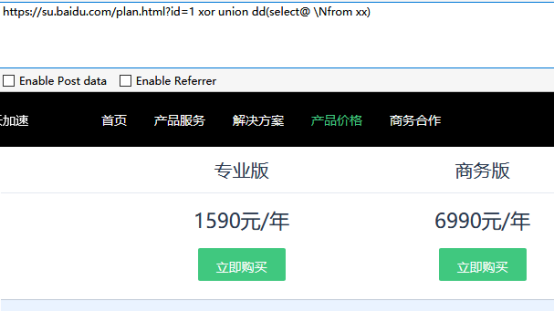 https://su.baidu.com/plan.html?id=1 xor union dd(select@ \Nfrom xx)
Enable Post data Enable Referrer
加速 首页 产品服务 解决方案 产品价格 商务合作
专业版 商务版
1590元/年 6990元/年
立即购买 立即购买